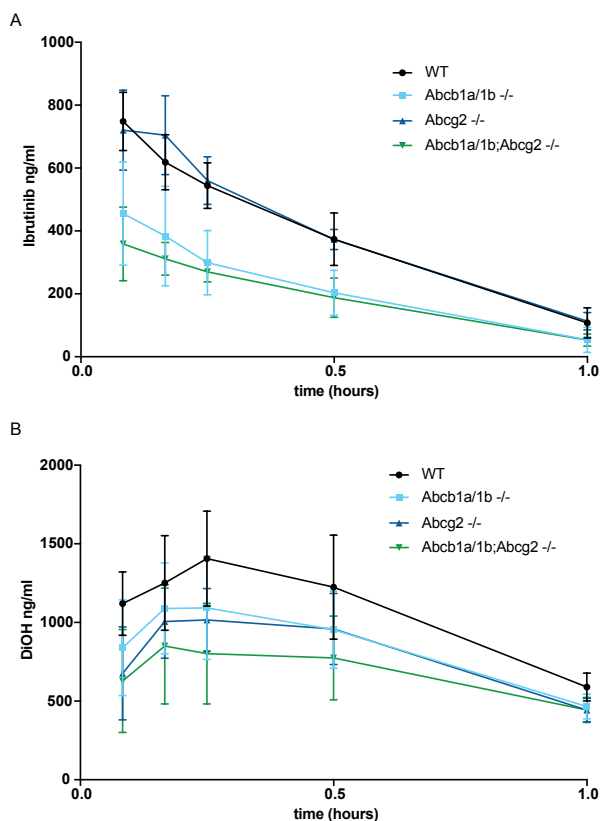 A
1000
800
600
400
200
0
Ibrutinib ng/ml
WT
Abcb1a/1b -/-
Abcg2 -/-
Abcb1a/1b;Abcg2 -/-
0.0
0.5
1.0
time (hours)
B
2000
1500
1000
500
0
DiOH ng/ml
WT
Abcb1a/1b -/-
Abcg2 -/-
Abcb1a/1b;Abcg2 -/-
0.0
0.5
1.0
time (hours)